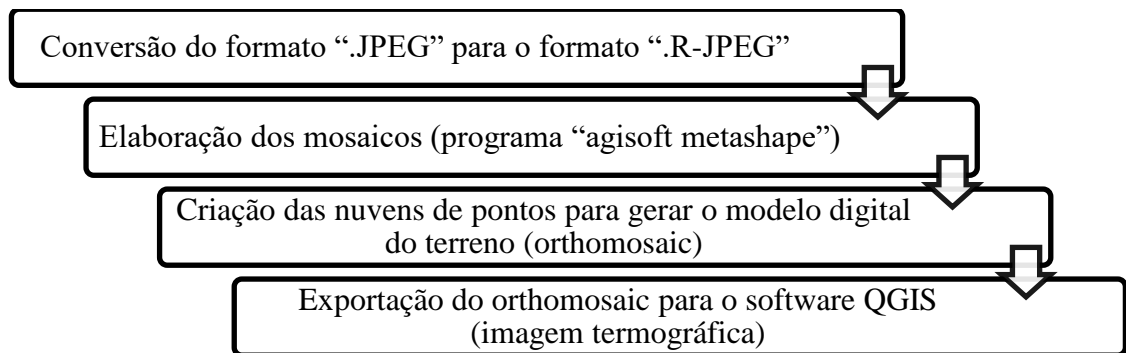 Conversão do formato “.JPEG” para o formato “.R-JPEG”
Elaboração dos mosaicos (programa “agisoft metashape”)
Criação das nuvens de pontos para gerar o modelo digital
do terreno (orthomosaic)
Exportação do orthomosaic para o software QGIS
(imagem termográfica)